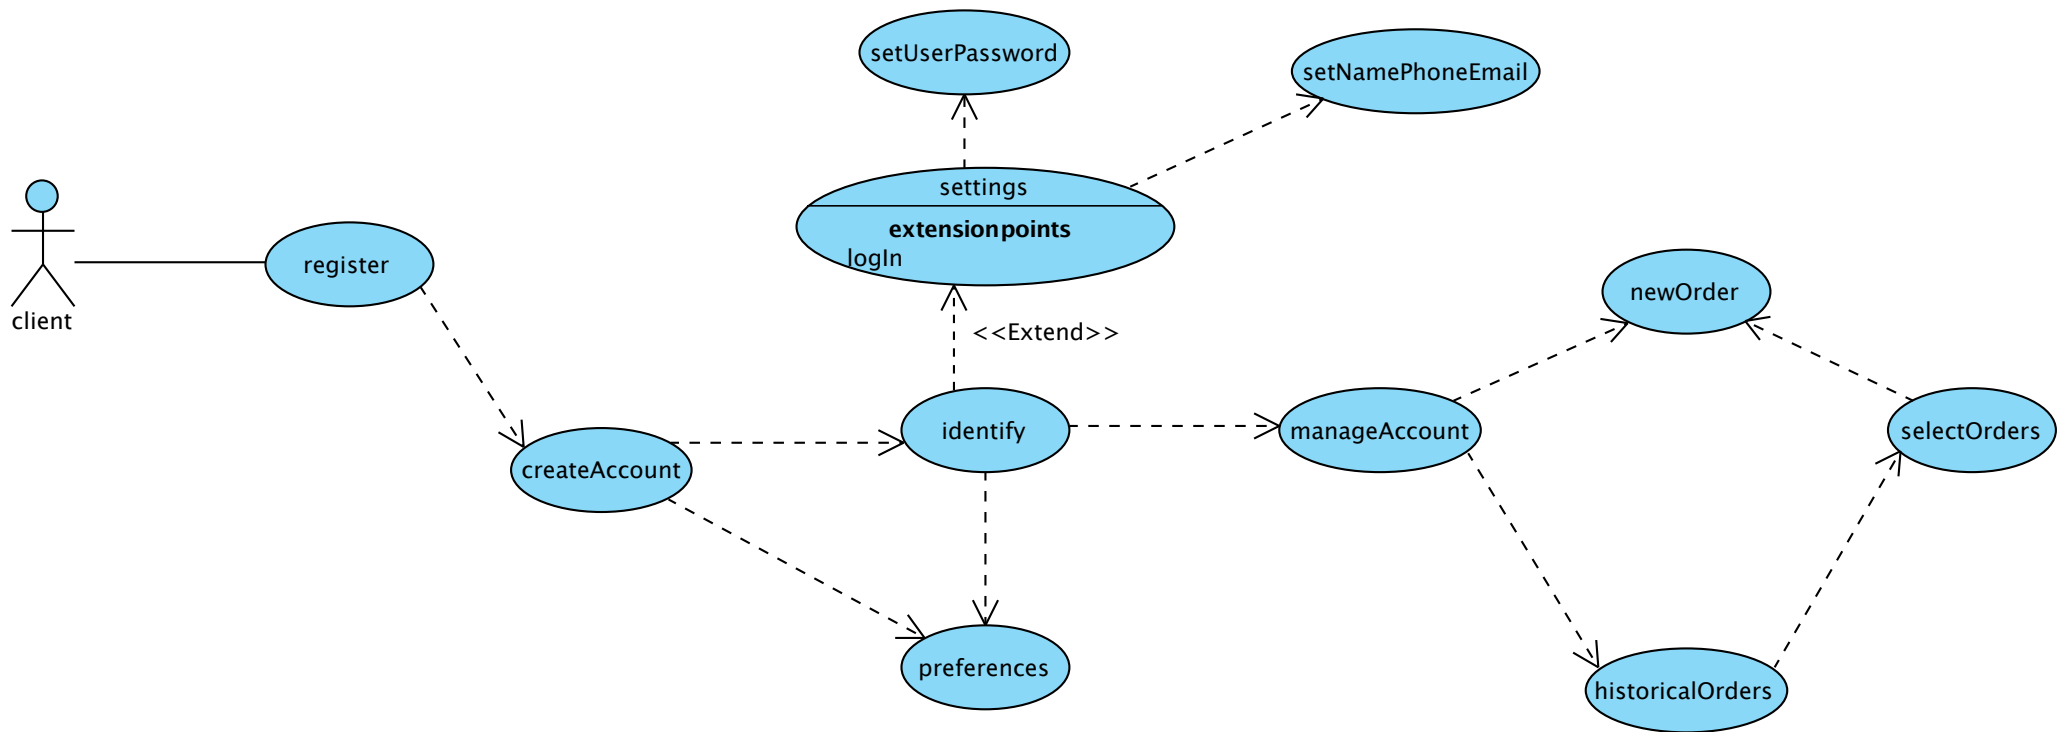 setUserPassword
setNamePhoneEmail
settings
extension points
logIn
register
client
<<Extend>>
newOrder
identify
manageAccount
selectOrders
createAccount
preferences
historicalOrders